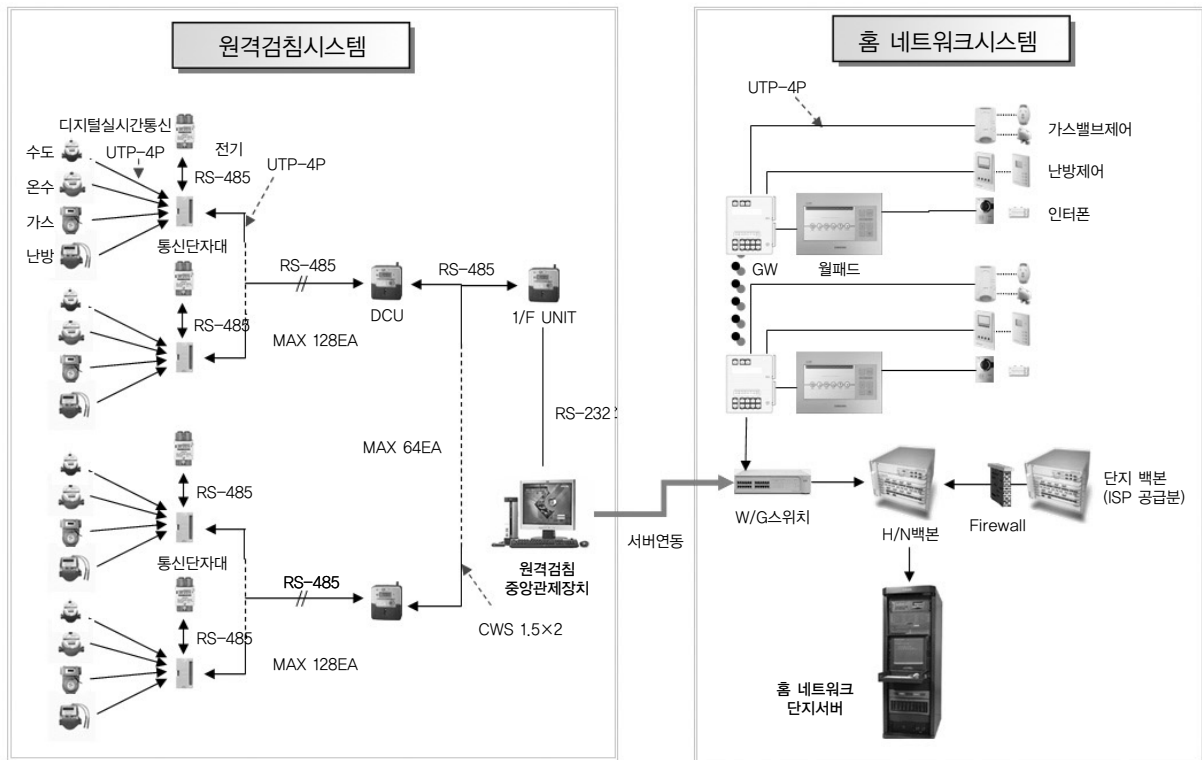 원격검침시스템
디지털실시간통신
수도
UTP-4P
전기
UTP-4P
온수
RS-485
가스
난방
통신단자대
RS-485
RS-485
RS-485
DCU
1/F UNIT
MAX 128EA
RS-232
MAX 64EA
RS-485
통신단자대
RS-485
RS-485
MAX 128EA
원격검침
중앙관제장치
CWS 1.5×2
홈 네트워크시스템
UTP-4P
가스밸브제어
난방제어
인터폰
GW
월패드
서버연동
W/G스위치
H/N백본
Firewall
단지 백본
(ISP 공급분)
홈 네트워크
단지서버